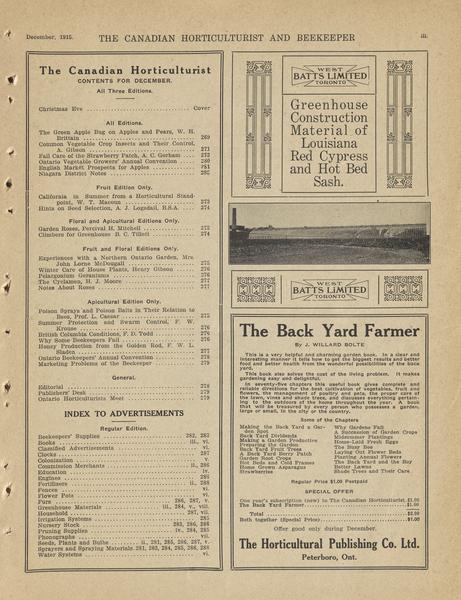 December, 1915.
THE CANADIAN HORTICULTURIST AND BEEKEEPER
iii.
The Canadian Horticulturist
CONTENTS FOR DECEMBER.
All Three Editions.
Christmas Eve ........ Cover
All Editions.
The Green Apple Bug on Apples and Pears, W. H.
Brittain ........ 269
Common Vegetable Crop Insects and Their Control,
A. Gibson ........ 271
Fall Care of the Strawberry Patch, A. C. Gorham ........ 272
Ontario Vegetable Growers' Annual Convention ........ 280
English Market Prospects for Apples ........ 281
Niagara District Notes ........ 282
Fruit Edition Only.
California in Summer from a Horticultural Stand-
point, W. T. Macoun ........ 273
Hints on Seed Selection, A. J. Logsdail, B.S.A. ........ 274
Floral and Apicultural Editions Only.
Garden Roses, Percival H. Mitchell ........ 273
Climbers for Greenhouse B. C. Tillett ........ 274
Fruit and Floral Editions Only.
Experiences with a Northern Ontario Garden, Mrs.
John Lorne McDougall ........ 275
Winter Care of House Plants, Henry Gibson ........ 276
Pelargonium Geraniums ........ 276
The Cyclamen, H. J. Moore ........ 277
Notes About Roses ........ 277
Apicultural Edition Only.
Poison Sprays and Poison Baits in Their Relation to
Bees, Prof. L. Caesar ........ 275
Summer Protection and Swarm Control, F. W.
Krouse ........ 276
British Columbia Conditions, F. D. Todd ........ 276
Why Some Beekeepers Fail ........ 276
Honey Production from the Golden Rod, F. W. L.
Sladen ........ 277
Ontario Beekeepers' Annual Convention ........ 278
Marketing Problems of the Beekeeper ........ 279
General.
Editorial ........ 278
Publishers' Desk ........ 278
Ontario Horticulturists Meet ........ 279
INDEX TO ADVERTISEMENTS
Regular Edition.
Beekeepers' Supplies ........ 282, 283
Books ........ iii., vi.
Classified Advertisements ........ vi.
Clocks ........ 287
Colonization ........ v.
Commission Merchants ........ ii., 286
Education ........ iv.
Engines ........ 288
Fertilizers ........ ii., 288
Fences ........ vi.
Flower Pots ........ vi.
Furs ........ 286, 287, v.
Greenhouse Materials ........ iii., 284, v., viii.
Household ........ 287, vii.
Irrigation Systems ........ 285
Nursery Stock ........ 283, 286, 288
Pruning Supplies ........ iv., 284, 285
Phonographs ........ vii.
Seeds, Plants and Bulbs ........ ii., 281, 285, 286, 287, v.
Sprayers and Spraying Materials ..281, 283, 284, 285, 286, 288
Water Systems ........ vi.
WEST
BATTS LIMITED
TORONTO
Greenhouse
Construction
Material of
Louisiana
Red Cypress
and Hot Bed
Sash.
WEST
BATTS LIMITED
TORONTO
The Back Yard Farmer
By J. WILLARD BOLTE
This is a very helpful and charming garden book. In a clear and
interesting manner it tells how to get the biggest results and better
food and better health from the wonderful possibilities of the back
yard.
This book also solves the cost of the living problem. It makes
gardening easy and delightful.
In seventy-five chapters this useful book gives complete and
reliable directions for the best cultivation of vegetables, fruit and
flowers, the management of poultry and pets, the proper care of
the lawn, vines and shade trees, and discusses everything pertain-
ing to the outdoors of the home throughout the year. It is a book
that will be treasured by every person who possesses a garden,
large or small, in the city or the country.
Some of the Chapters
Making the Back Yard a Gar-
den Spot
Back Yard Dividends
Making a Garden Productive
Preparing the Garden
Back Yard Fruit Trees
A Back Yard Berry Patch
Garden Root Crops
Hot Beds and Cold Frames
Home Grown Asparagus
Strawberries
Why Gardens Fail
A Succession of Garden Crops
Midsummer Plantings
House-Laid Fresh Eggs
The Busy Bee
Laying Out Flower Beds
Planting Annual Flowers
The Back Yard and the Boy
Better Lawns
Shade Trees and Their Care
Regular Price $1.00 Postpaid
SPECIAL OFFER
One year's subscription (new) to The Canadian Horticulturist $1.00
The Back Yard Farmer ........ $1.00
Total ........ $2.00
Both together (Special Price) ........ $1.00
Offer good only during December.
The Horticultural Publishing Co. Ltd.
Peterboro, Ont.